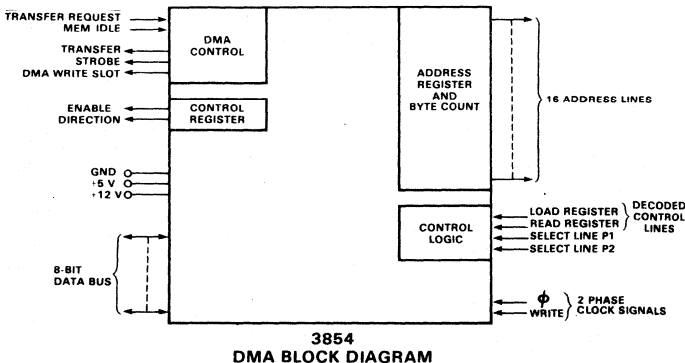 TRANSFER REQUEST
MEM IDLE
TRANSFER
STROBE
DMA WRITE SLOT
DMA
CONTROL
ENABLE
DIRECTION
CONTROL
REGISTER
GND
+5 V
+12 V
8-BIT
DATA BUS
ADDRESS
REGISTER
AND
BYTE COUNT
16 ADDRESS LINES
CONTROL
LOGIC
LOAD REGISTER
READ REGISTER
SELECT LINE P1
SELECT LINE P2
DECODED
CONTROL
LINES
ϕ
WRITE
2 PHASE
CLOCK SIGNALS
3854
DMA BLOCK DIAGRAM